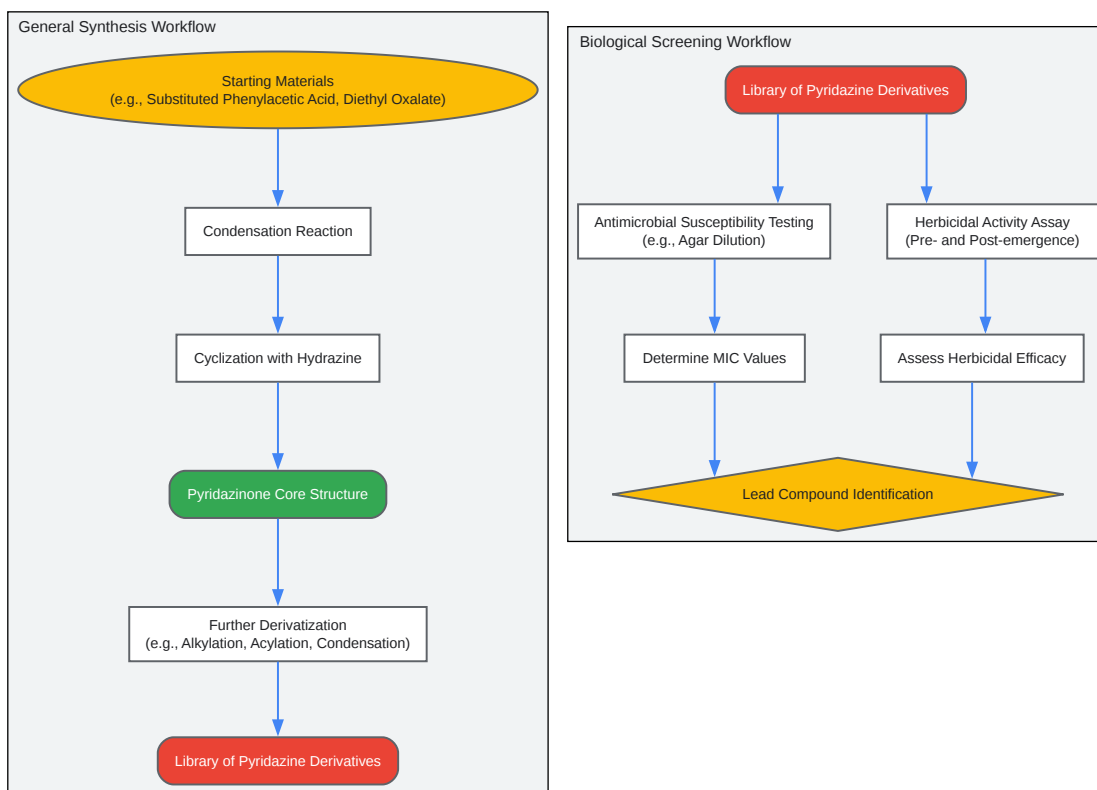 General Synthesis Workflow
Starting Materials
(e.g., Substituted Phenylacetic Acid, Diethyl Oxalate)
Condensation Reaction
Cyclization with Hydrazine
Pyridazinone Core Structure
Further Derivatization
(e.g., Alkylation, Acylation, Condensation)
Library of Pyridazine Derivatives
Biological Screening Workflow
Library of Pyridazine Derivatives
Antimicrobial Susceptibility Testing
(e.g., Agar Dilution)
Herbicidal Activity Assay
(Pre- and Post-emergence)
Determine MIC Values
Assess Herbicidal Efficacy
Lead Compound Identification